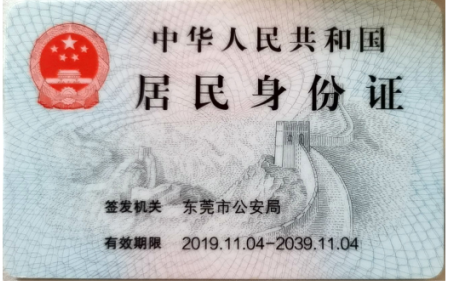 中华人民共和国
居民身份证
签发机关 东莞市公安局
有效期限 2019.11.04-2039.11.04